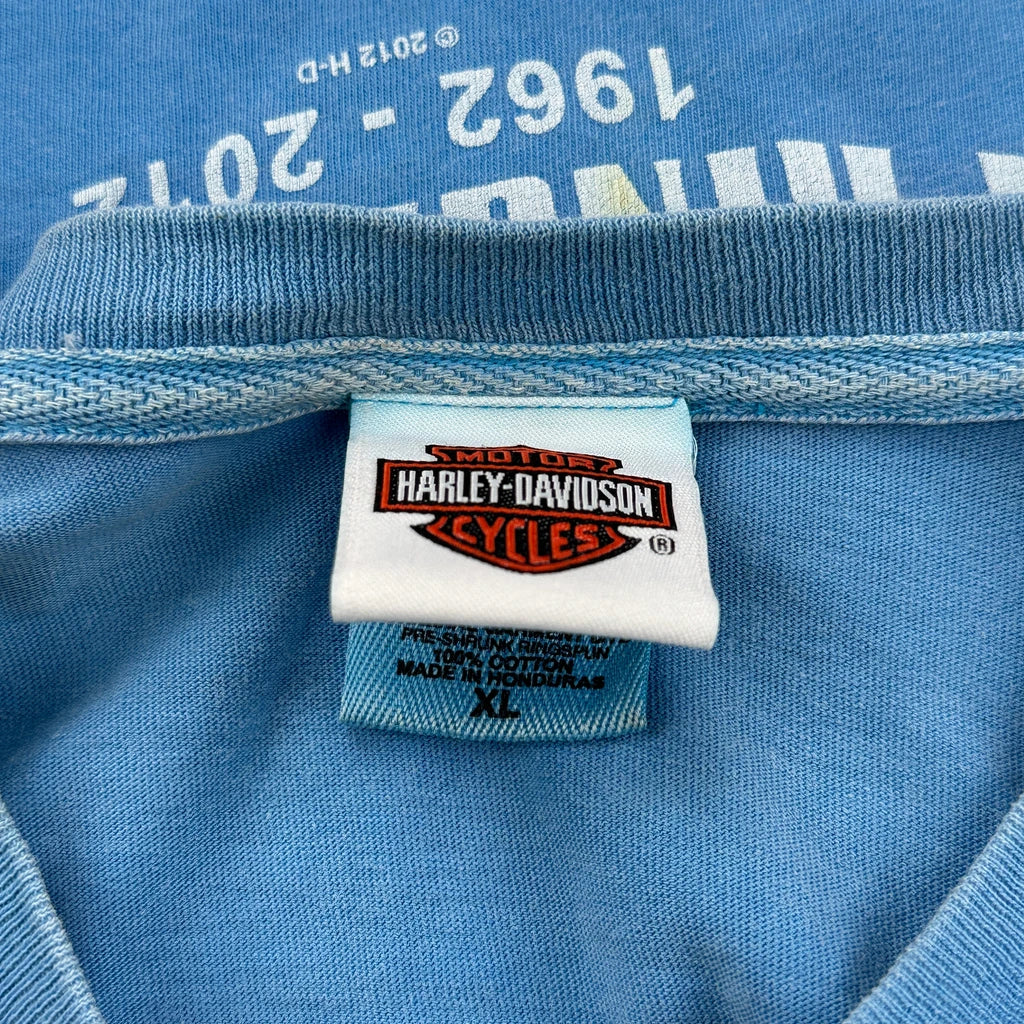 © 2012 H-D
1962 - 2012
MOTOR
HARLEY-DAVIDSON
CYCLES
®
PRE-SHRUNK RINGSPUN
100% COTTON
MADE IN HONDURAS
XL